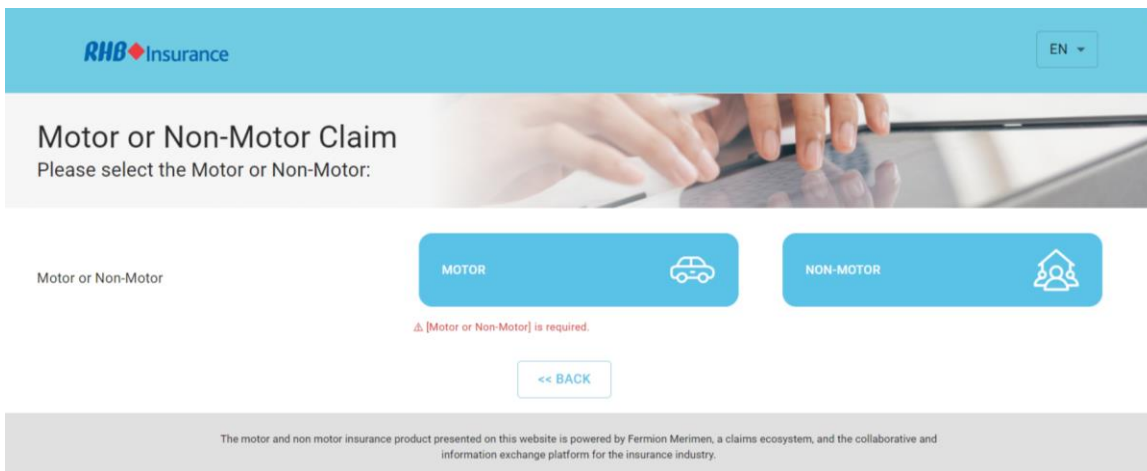 RHB Insurance
EN
Motor or Non-Motor Claim
Please select the Motor or Non-Motor:
Motor or Non-Motor
MOTOR
NON-MOTOR
[Motor or Non-Motor] is required.
<< BACK
The motor and non motor insurance product presented on this website is powered by Fermion Merimen, a claims ecosystem, and the collaborative and
information exchange platform for the insurance industry.